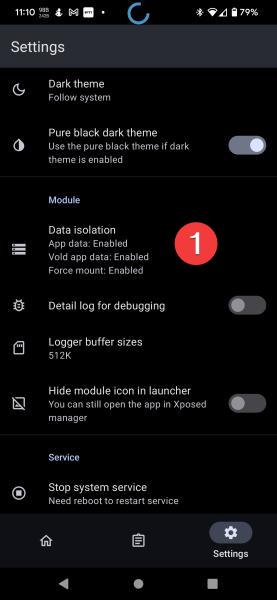 11:10
79%
Settings
Dark theme
Follow system
Pure black dark theme
Use the pure black theme if dark
theme is enabled
Module
Data isolation
App data: Enabled
Vold app data: Enabled
Force mount: Enabled
1
Detail log for debugging
Logger buffer sizes
512K
Hide module icon in launcher
You can still open the app in Xposed
manager
Service
Stop system service
Need reboot to restart service
Settings